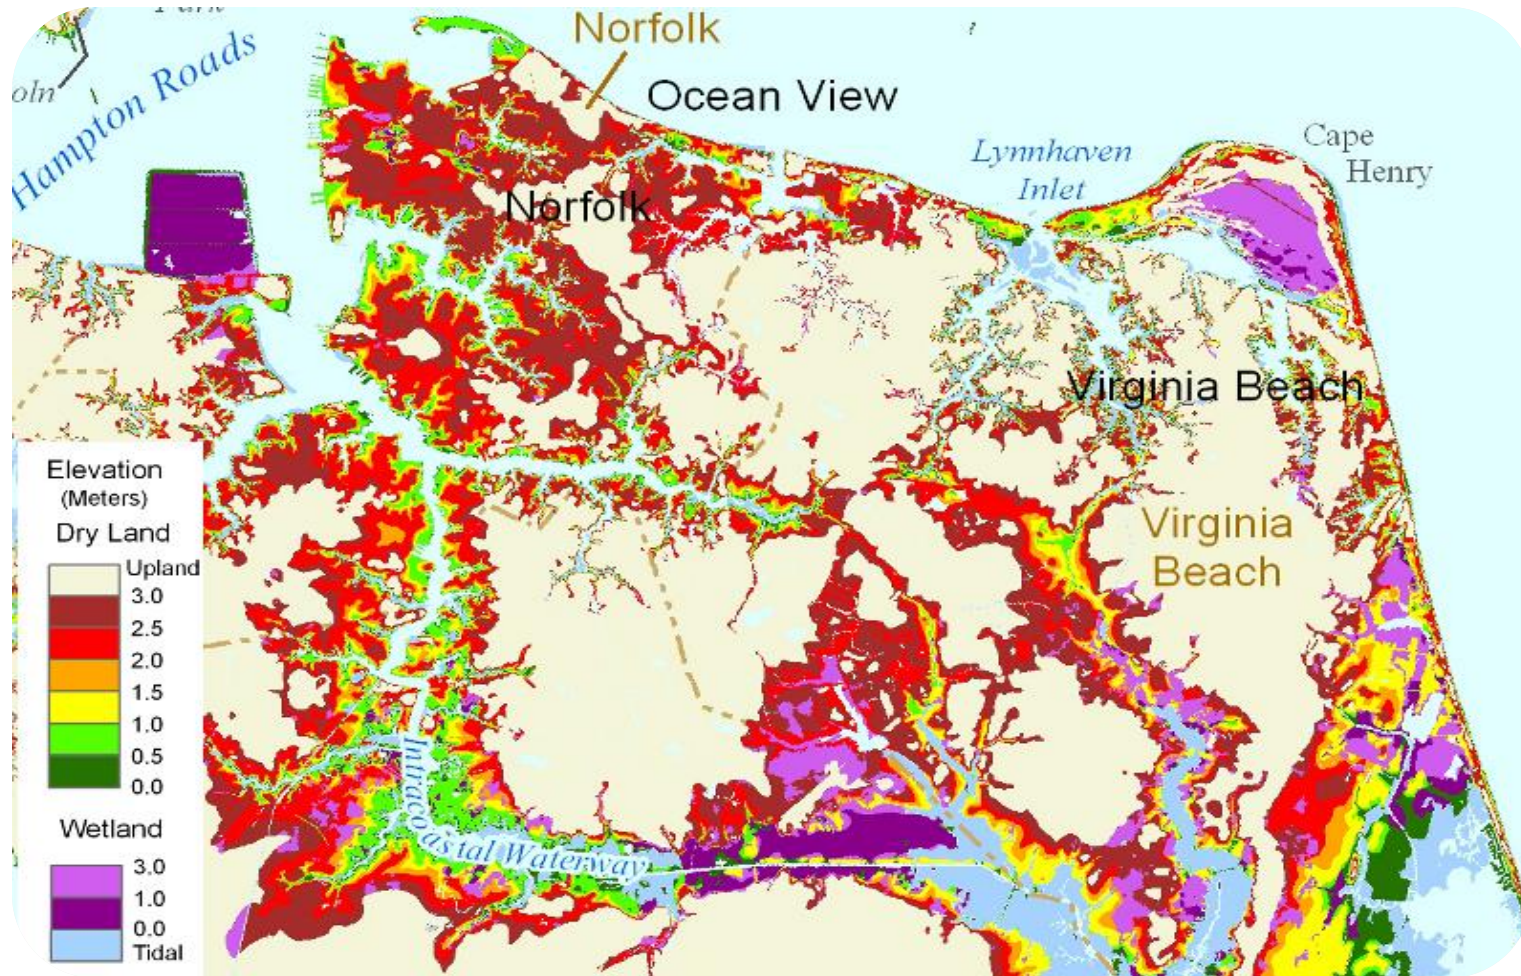 Norfolk
Ocean View
Hampton Roads
oln
Lynnhaven
Inlet
Cape
Henry
Norfolk
Virginia Beach
Virginia
Beach
Intracoastal Waterway
Elevation
(Meters)
Dry Land
Upland
3.0
2.5
2.0
1.5
1.0
0.5
0.0
Wetland
3.0
1.0
0.0
Tidal